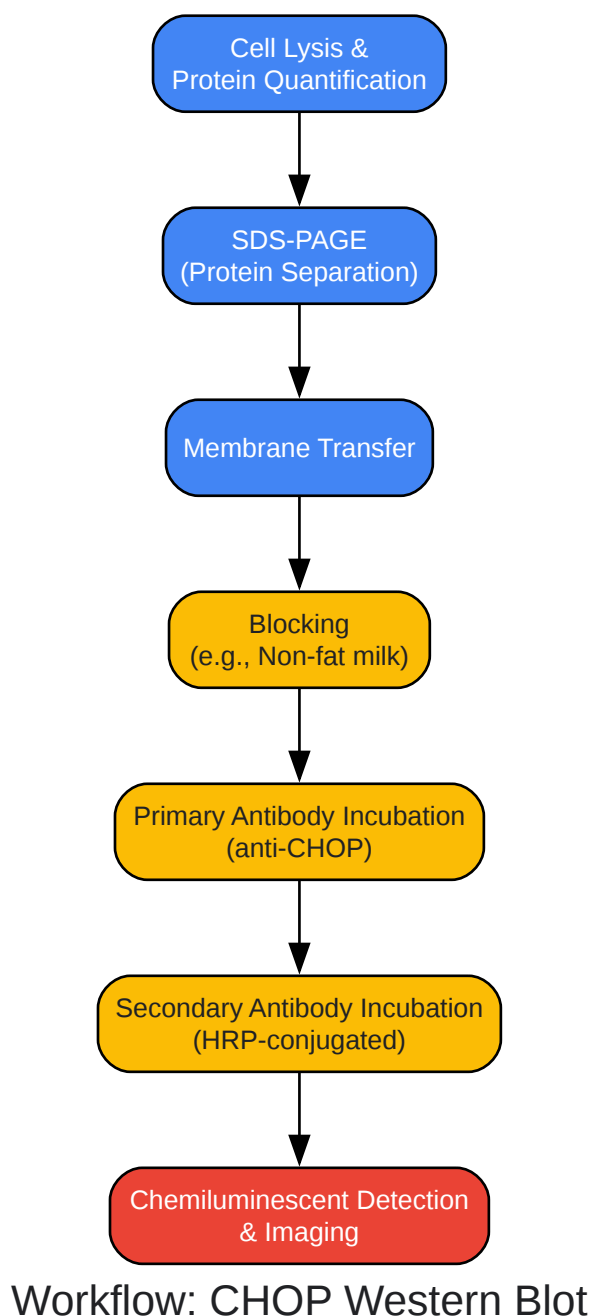 Cell Lysis &
Protein Quantification
SDS-PAGE
(Protein Separation)
Membrane Transfer
Blocking
(e.g., Non-fat milk)
Primary Antibody Incubation
(anti-CHOP)
Secondary Antibody Incubation
(HRP-conjugated)
Chemiluminescent Detection
& Imaging
Workflow: CHOP Western Blot